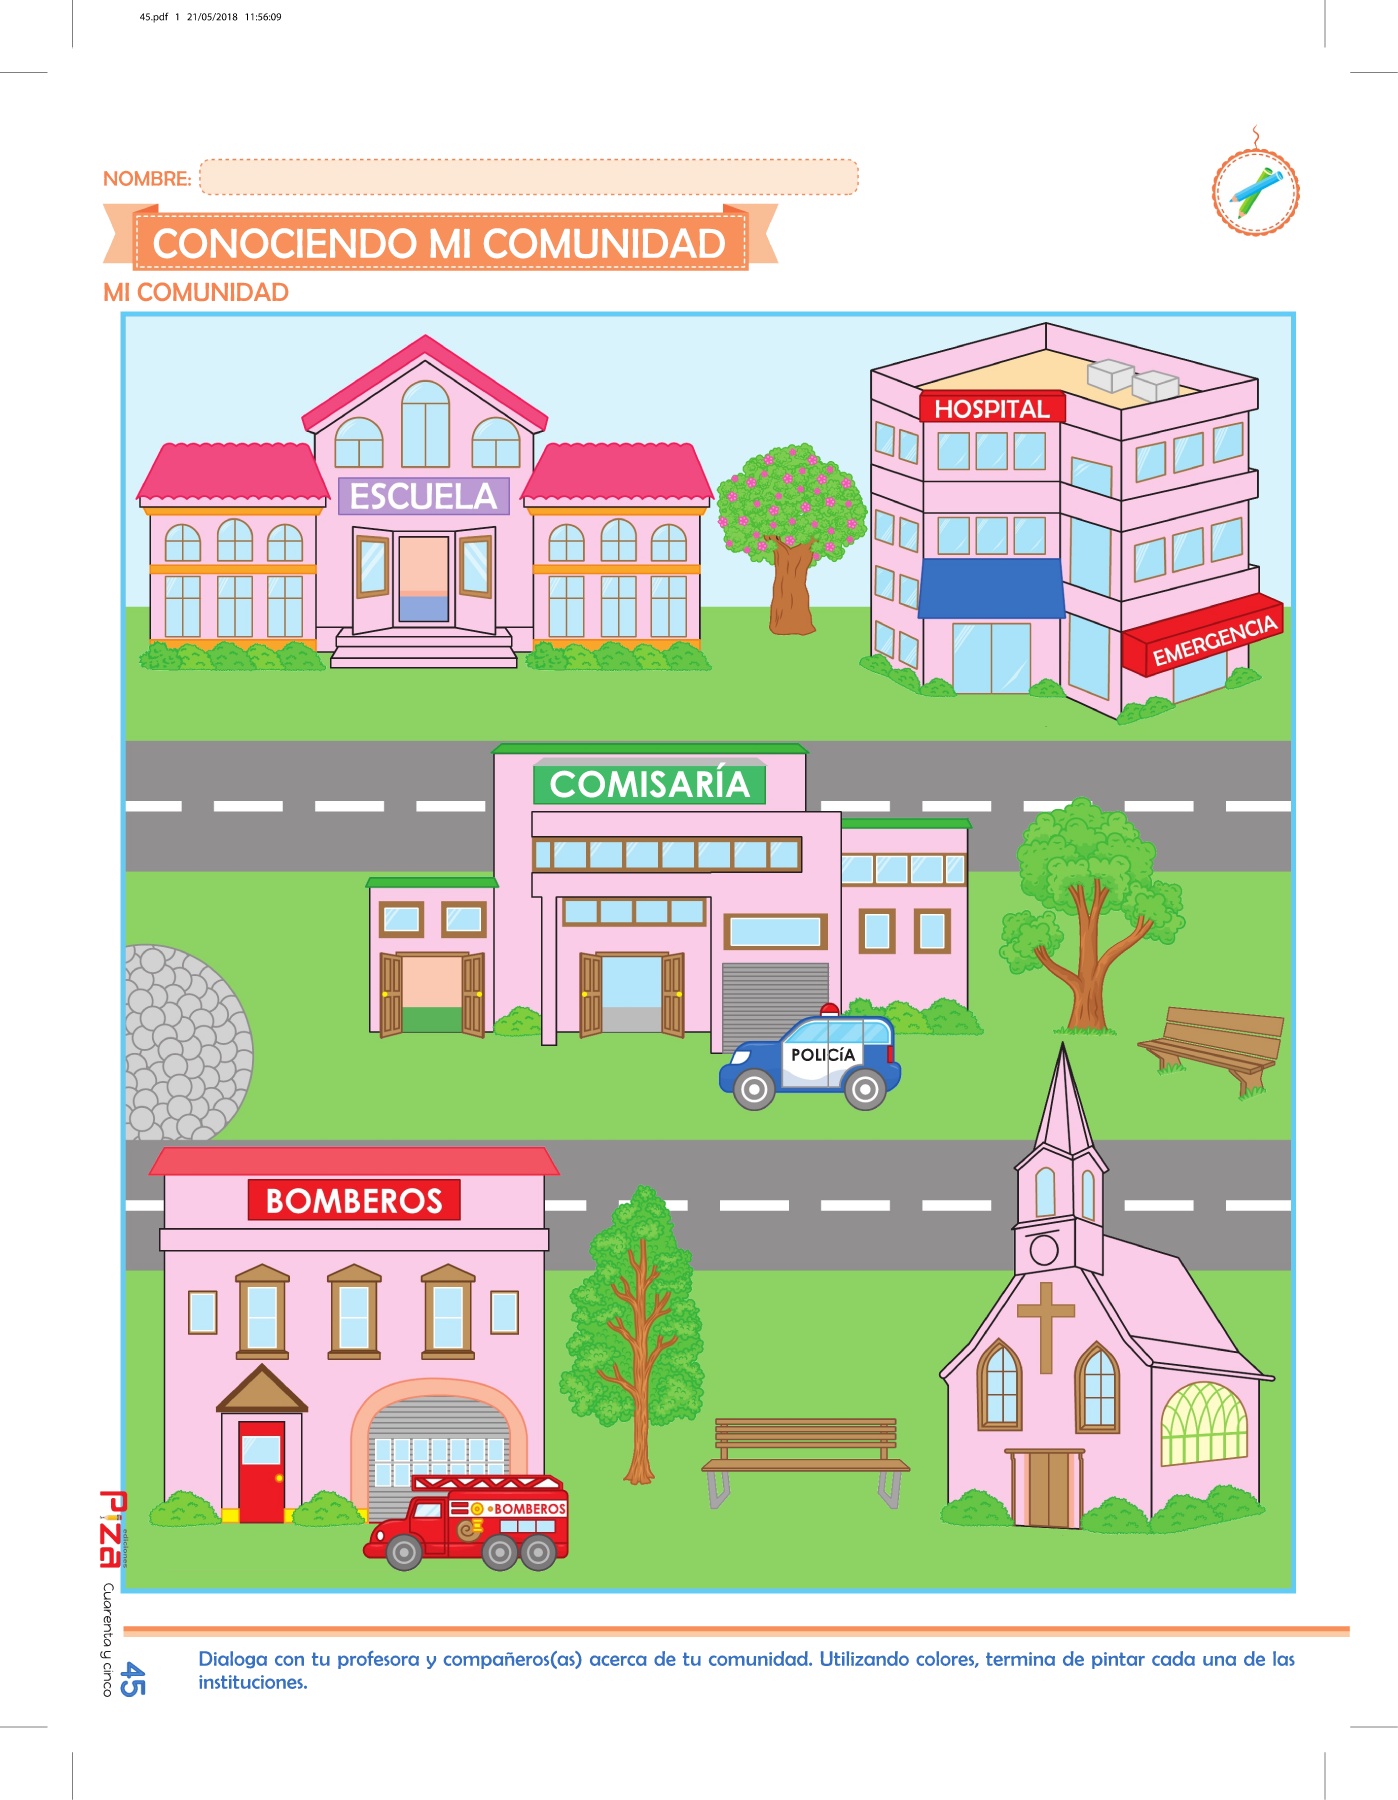 45.pdf 1 21/05/2018 11:56:09
NOMBRE:
CONOCIENDO MI COMUNIDAD
MI COMUNIDAD
HOSPITAL
ESCUELA
EMERGENCIA
COMISARÍA
POLICíA
BOMBEROS
BOMBEROS
Piza
ediciones
Cuarenta y cinco
45
Dialoga con tu profesora y compañeros(as) acerca de tu comunidad. Utilizando colores, termina de pintar cada una de las
instituciones.